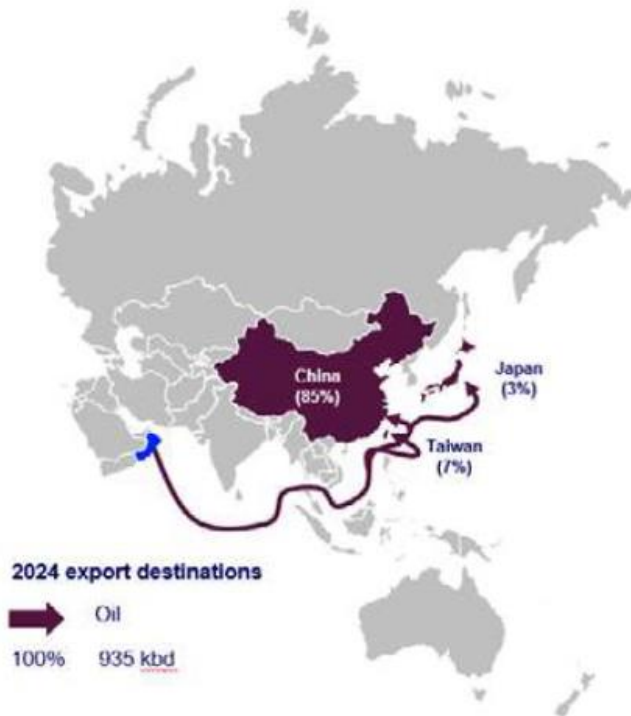 China
(85%)
Japan
(3%)
Taiwan
(7%)
2024 export destinations
Oil
100% 935 kbd